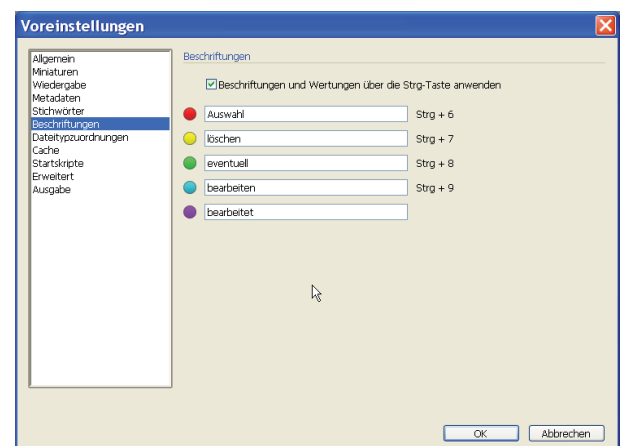 Voreinstellungen
Allgemein
Miniaturen
Wiedergabe
Metadaten
Stichwörter
Beschriftungen
Dateitypzuordnungen
Cache
Startskripte
Erweitert
Ausgabe
Beschriftungen
Beschriftungen und Wertungen über die Strg-Taste anwenden
Auswahl Strg + 6
löschen Strg + 7
eventuell Strg + 8
bearbeiten Strg + 9
bearbeitet
OK Abbrechen